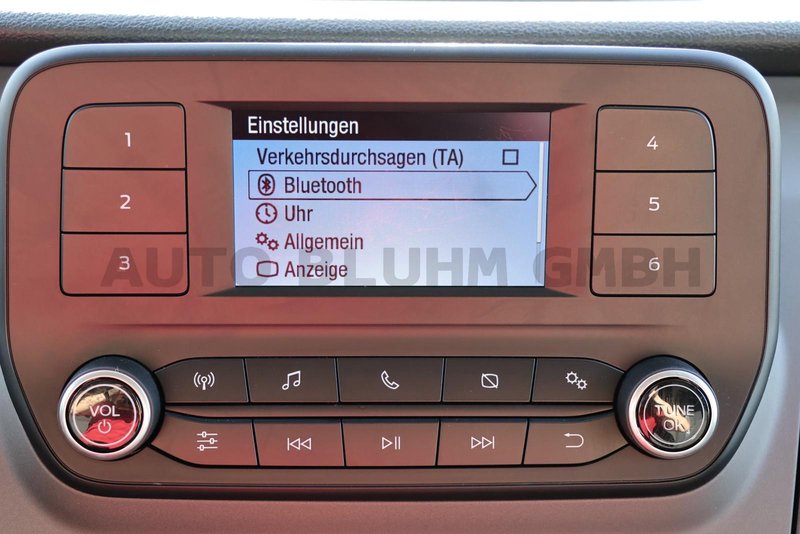 Einstellungen
1
Verkehrsdurchsagen (TA)
4
Bluetooth
2
Uhr
5
Allgemein
3
Anzeige
6
AUTO BLUHM GMBH
VOL
TUNE
OK